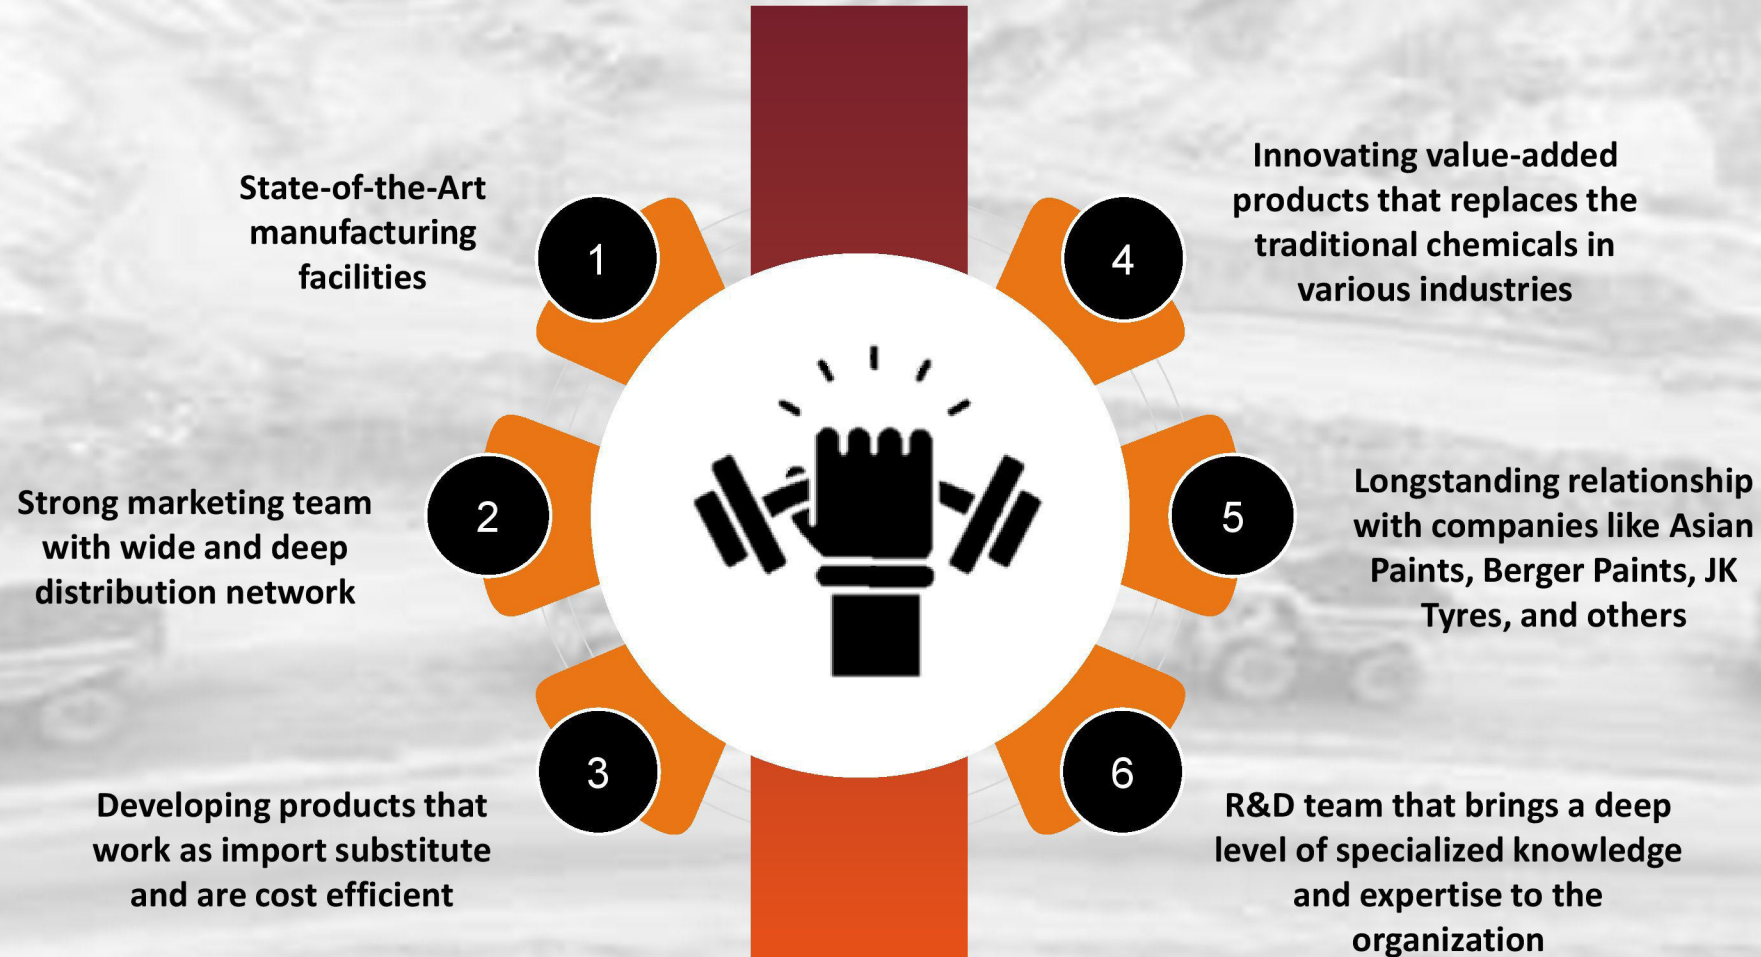 1
State-of-the-Art
manufacturing
facilities
2
Strong marketing team
with wide and deep
distribution network
3
Developing products that
work as import substitute
and are cost efficient
4
Innovating value-added
products that replaces the
traditional chemicals in
various industries
5
Longstanding relationship
with companies like Asian
Paints, Berger Paints, JK
Tyres, and others
6
R&D team that brings a deep
level of specialized knowledge
and expertise to the
organization